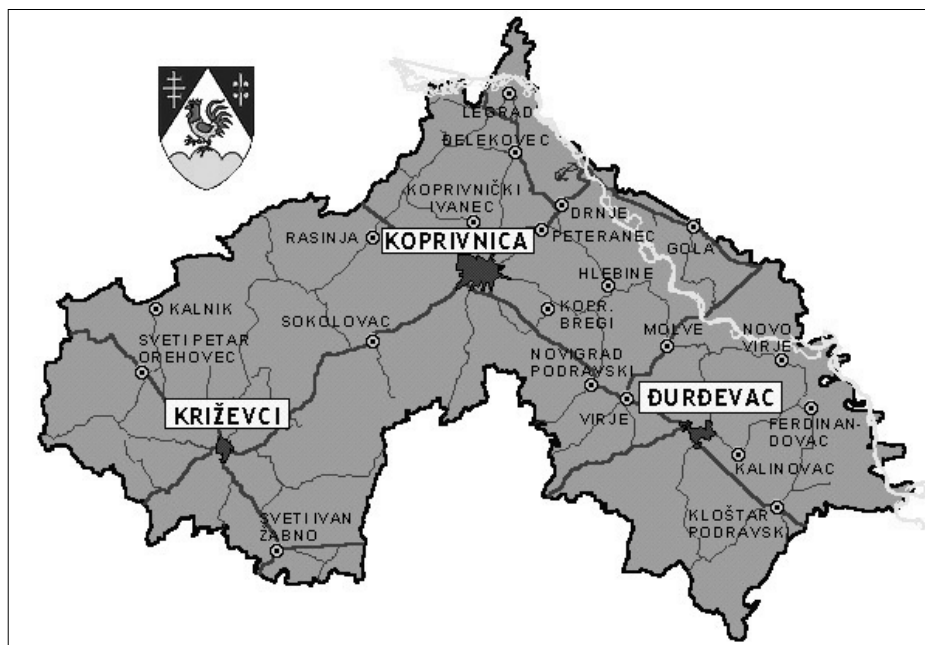 LEGRAD
ĐELEKOVEC
KOPRIVNIČKI
IVANEC
DRNJE
RASINJA
PETERANEC
GOLA
KOPRIVNICA
HLEBINE
KALNIK
KOPR.
BREGI
SOKOLOVAC
MOLVE
NOVO
VIRJE
SVETI PETAR
OREHOVEC
NOVIGRAD
PODRAVSKI
ĐURĐEVAC
KRIŽEVCI
VIRJE
FERDINAN-
DOVAC
KALINOVAC
KLOŠTAR
PODRAVSKI
SVETI IVAN
ŽABNO